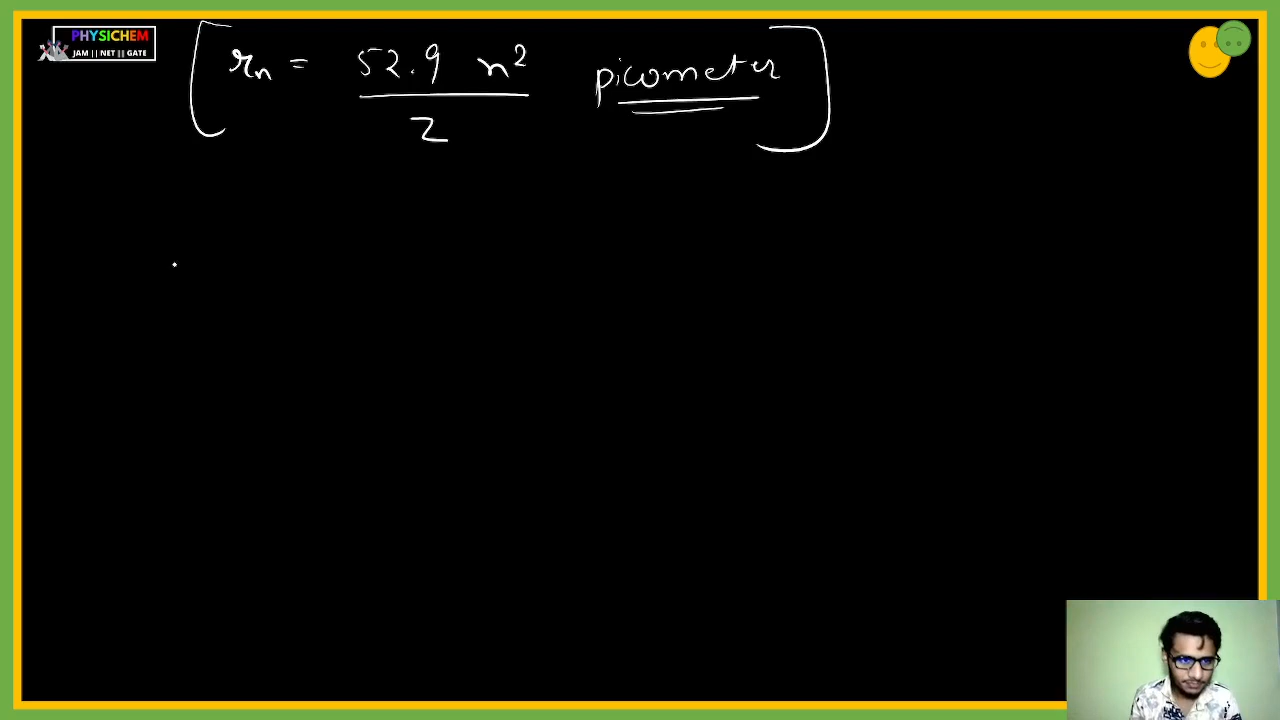 PHYSICHEM
JAM || NET || GATE
rn = 52.9 n² picometer
Z